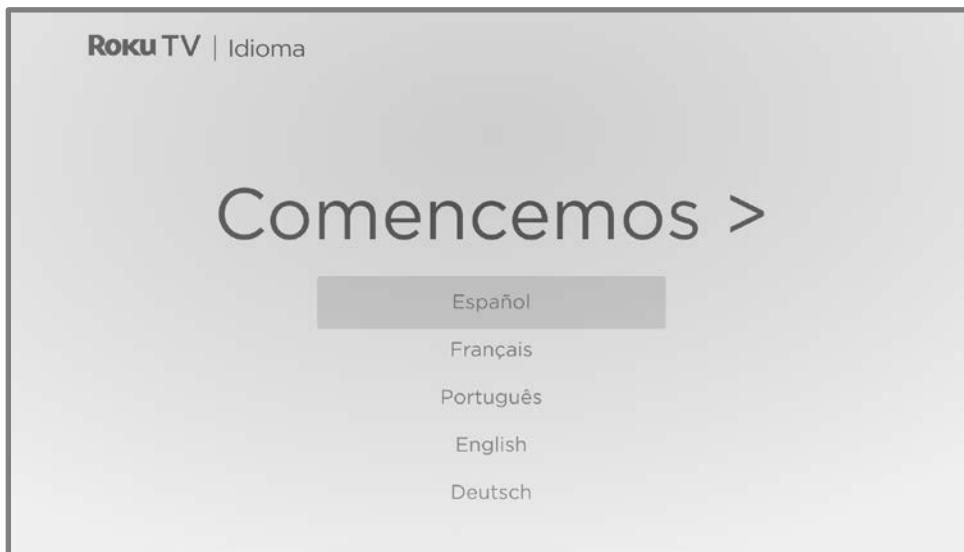 Roku TV | Idioma
Comencemos >
Español
Français
Português
English
Deutsch